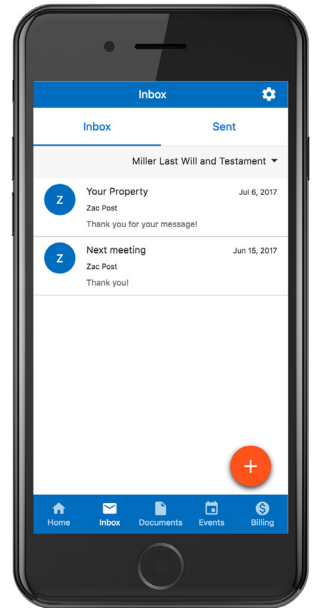 Inbox
Inbox Sent
Miller Last Will and Testament
Z Your Property Jul 6, 2017
Zac Post
Thank you for your message!
Z Next meeting Jun 15, 2017
Zac Post
Thank you!
+
Home Inbox Documents Events Billing